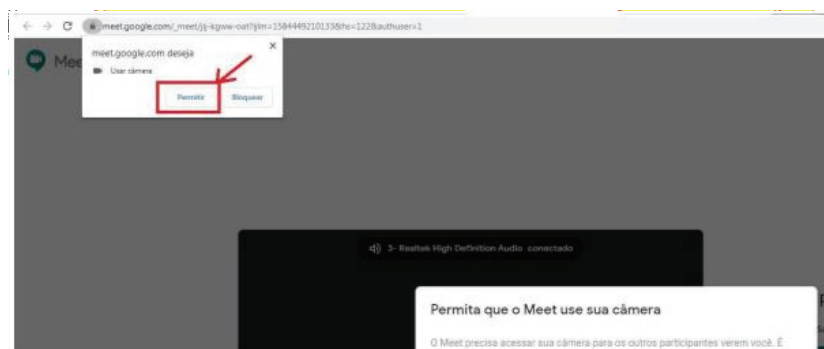 meet.google.com/_meet/jij-kgww-oat?ijlm=1584449210133&hs=122&authuser=1
Mee
meet.google.com deseja
Usar câmera
Permitir Bloquear
3- Realtek High Definition Audio conectado
Permita que o Meet use sua câmera
O Meet precisa acessar sua câmera para os outros participantes verem você. É